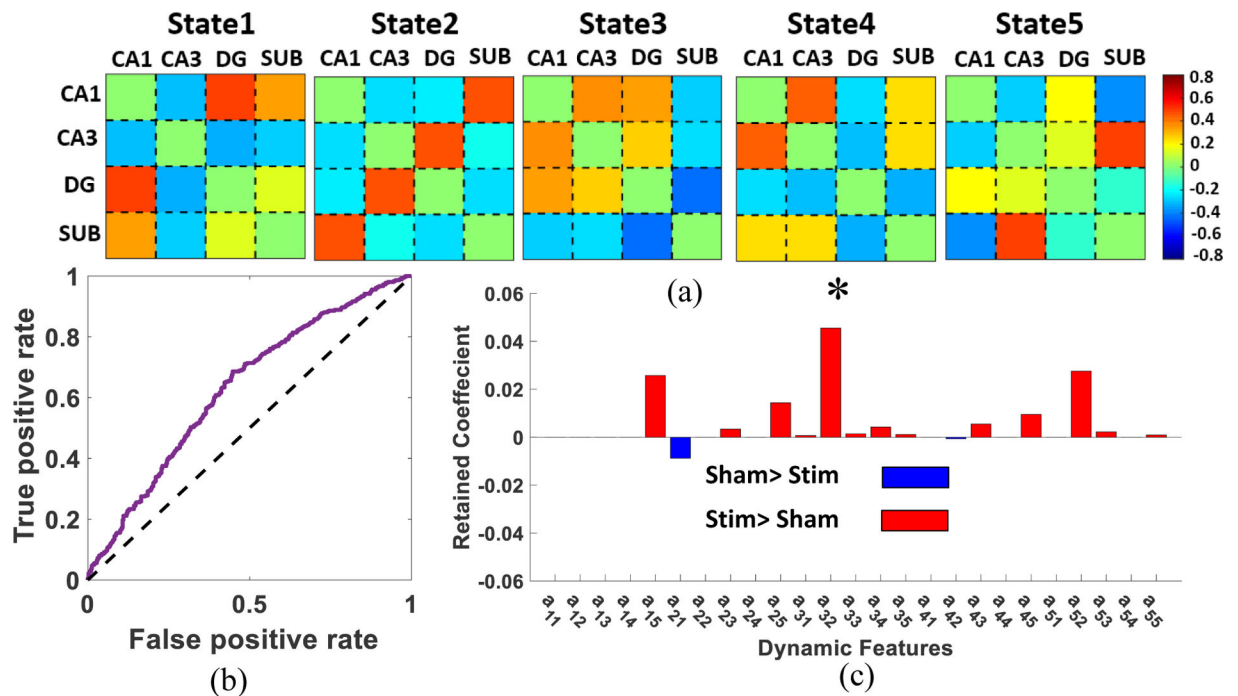 State1 State2 State3 State4 State5
CA1 CA3 DG SUB CA1 CA3 DG SUB CA1 CA3 DG SUB CA1 CA3 DG SUB CA1 CA3 DG SUB
CA1
CA3
DG
SUB
0.8
0.6
0.4
0.2
0
-0.2
-0.4
-0.6
-0.8
(a)
True positive rate
1
0.8
0.6
0.4
0.2
0
0 0.5 1
False positive rate
(b)
*
Retained Coeffecient
0.06
0.04
0.02
0
-0.02
-0.04
-0.06
Sham> Stim
Stim> Sham
a 11 a 12 a 13 a 14 a 15 a 21 a 22 a 23 a 24 a 25 a 31 a 32 a 33 a 34 a 35 a 41 a 42 a 43 a 44 a 45 a 51 a 52 a 53 a 54 a 55
Dynamic Features
(c)